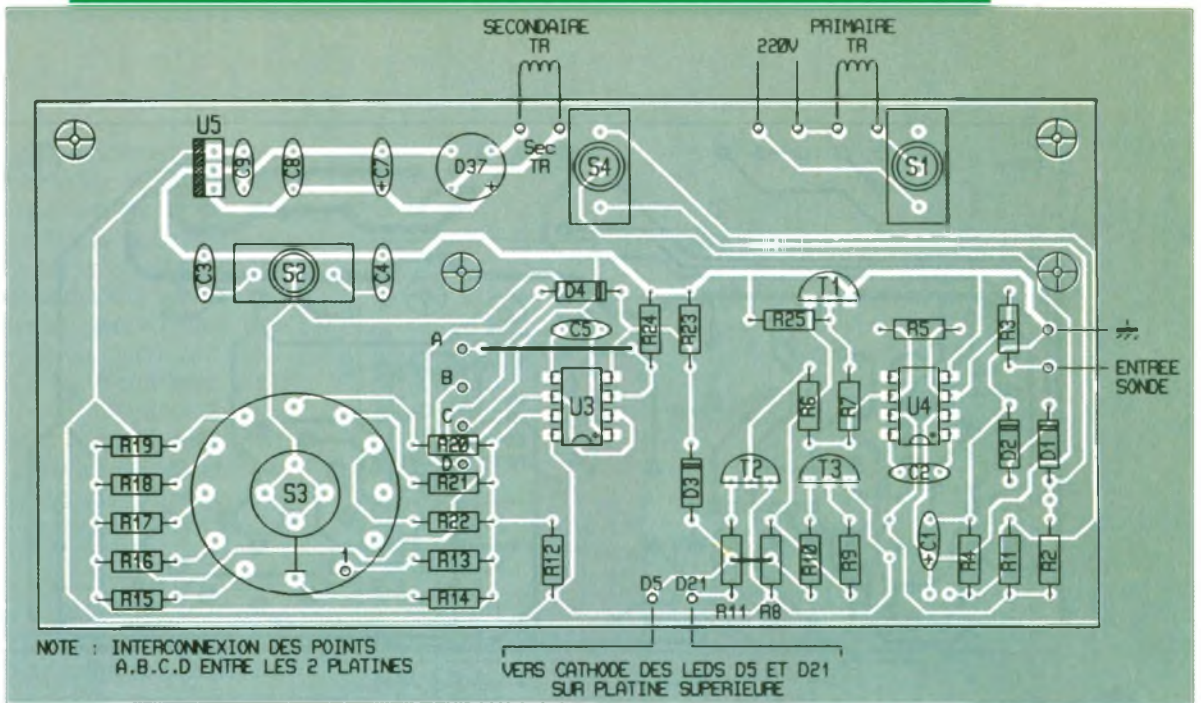 SECONDAIRE
TR
PRIMAIRE
TR
220V
U5
C9
C8
+C7
D37
+
Sec
TR
S4
S1
C3
S2
C4
D4
T1
A
C5
R24
R23
R25
R5
R3
B
ENTREE
SONDE
U3
R6
R7
U4
C
R19
R20
D2
D1
D
T2
T3
C2
R18
S3
R21
D3
R17
R22
R16
1
R13
R12
R10
R9
C1
+
R4
R1
R2
R15
R14
D5 D21
R11 R8
NOTE : INTERCONNEXION DES POINTS
A.B.C.D ENTRE LES 2 PLATINES
VERS CATHODE DES LEDS D5 ET D21
SUR PLATINE SUPERIEURE